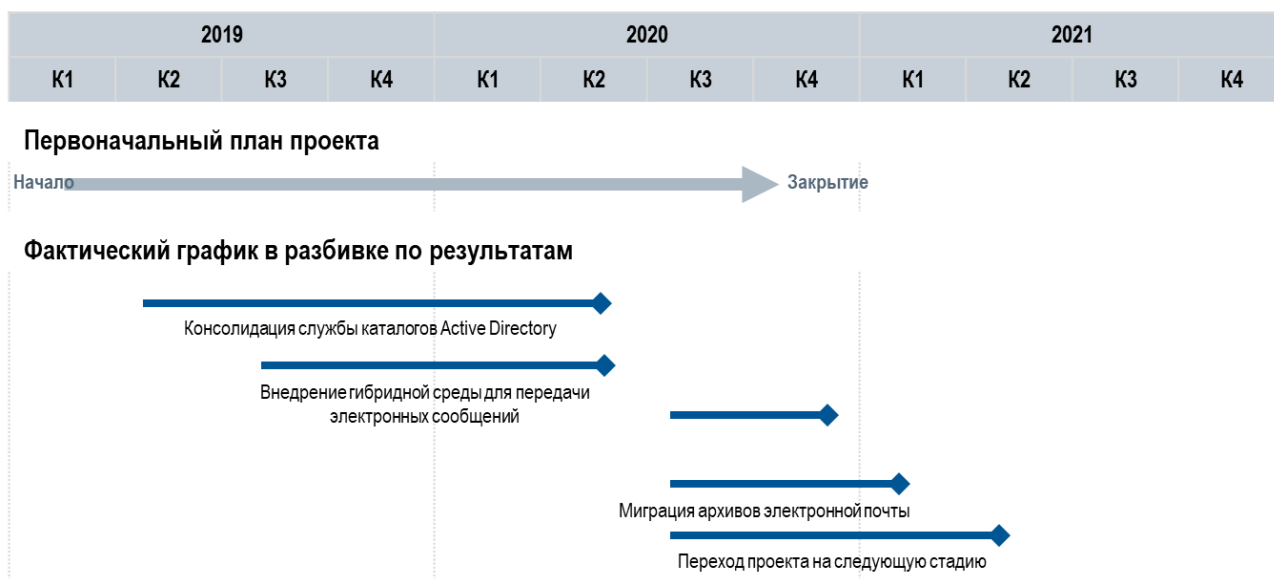 2019 2020 2021
К1 К2 К3 К4 К1 К2 К3 К4 К1 К2 К3 К4
Первоначальный план проекта
Начало Закрытие
Фактический график в разбивке по результатам
Консолидация службы каталогов Active Directory
Внедрение гибридной среды для передачи
электронных сообщений
Миграция архивов электронной почты
Переход проекта на следующую стадию